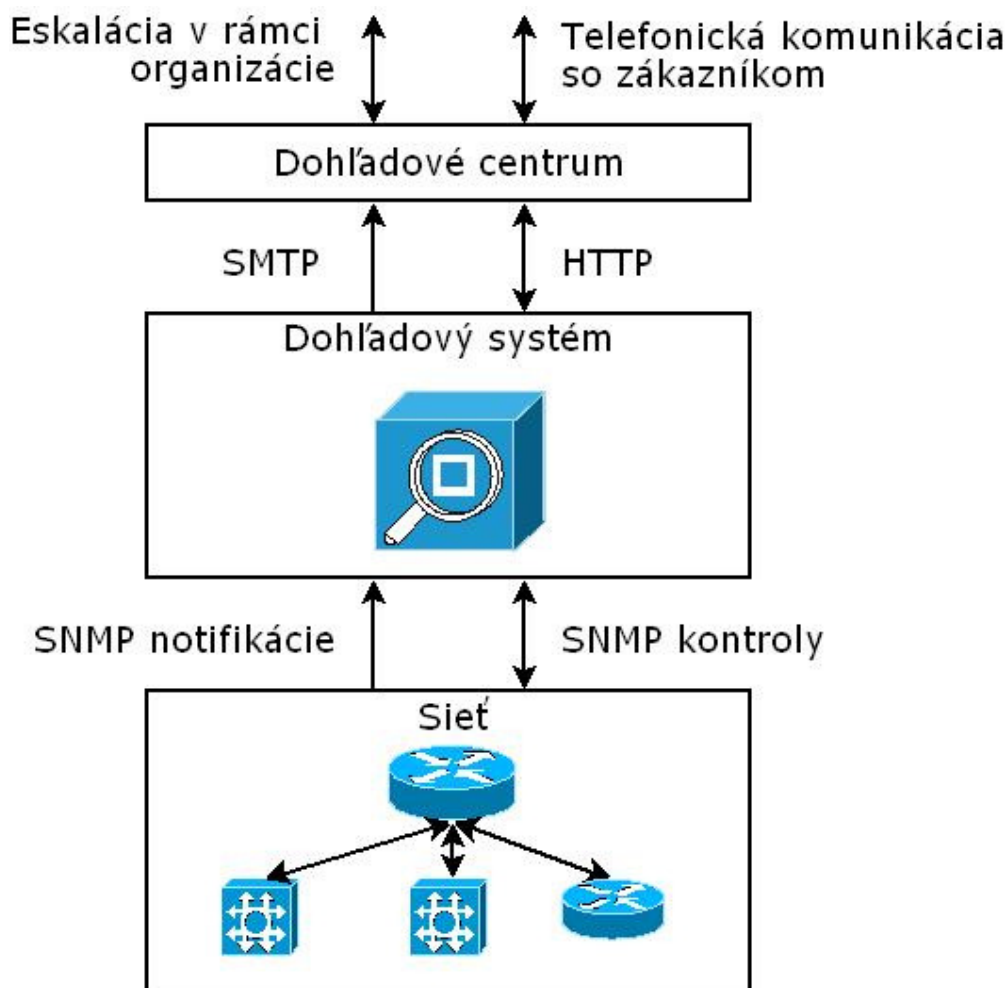 Eskalácia v rámci
organizácie
Telefonická komunikácia
so zákazníkom
Dohľadové centrum
SMTP
HTTP
Dohľadový systém
SNMP notifikácie
SNMP kontroly
Sieť